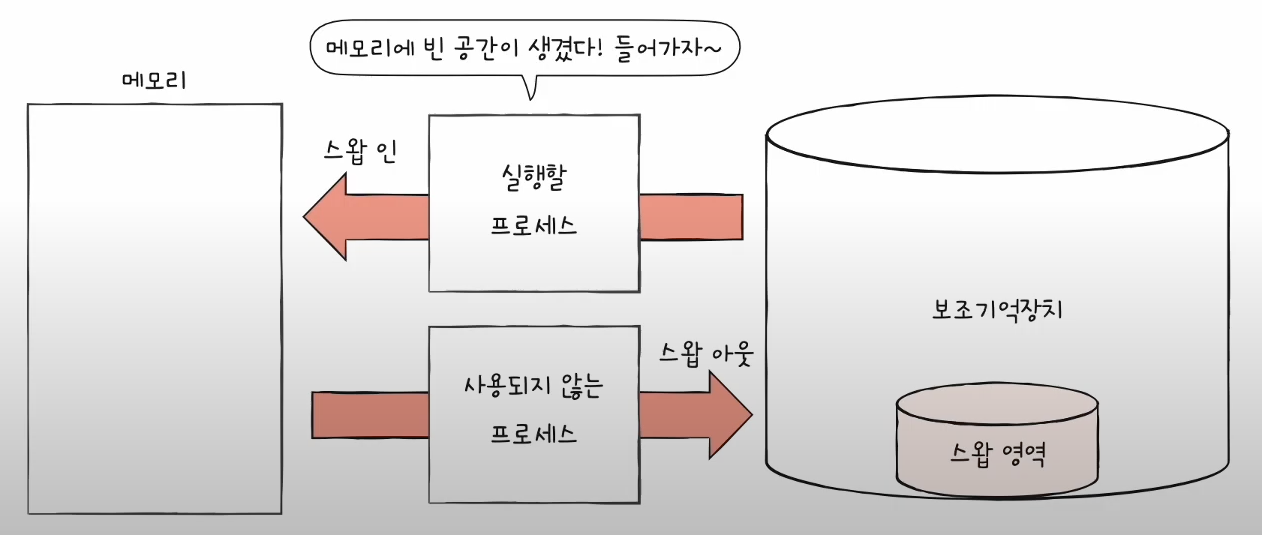 메모리에 빈 공간이 생겼다! 들어가자~
메모리
스왑 인
실행할
프로세스
보조기억장치
스왑 아웃
사용되지 않는
프로세스
스왑 영역